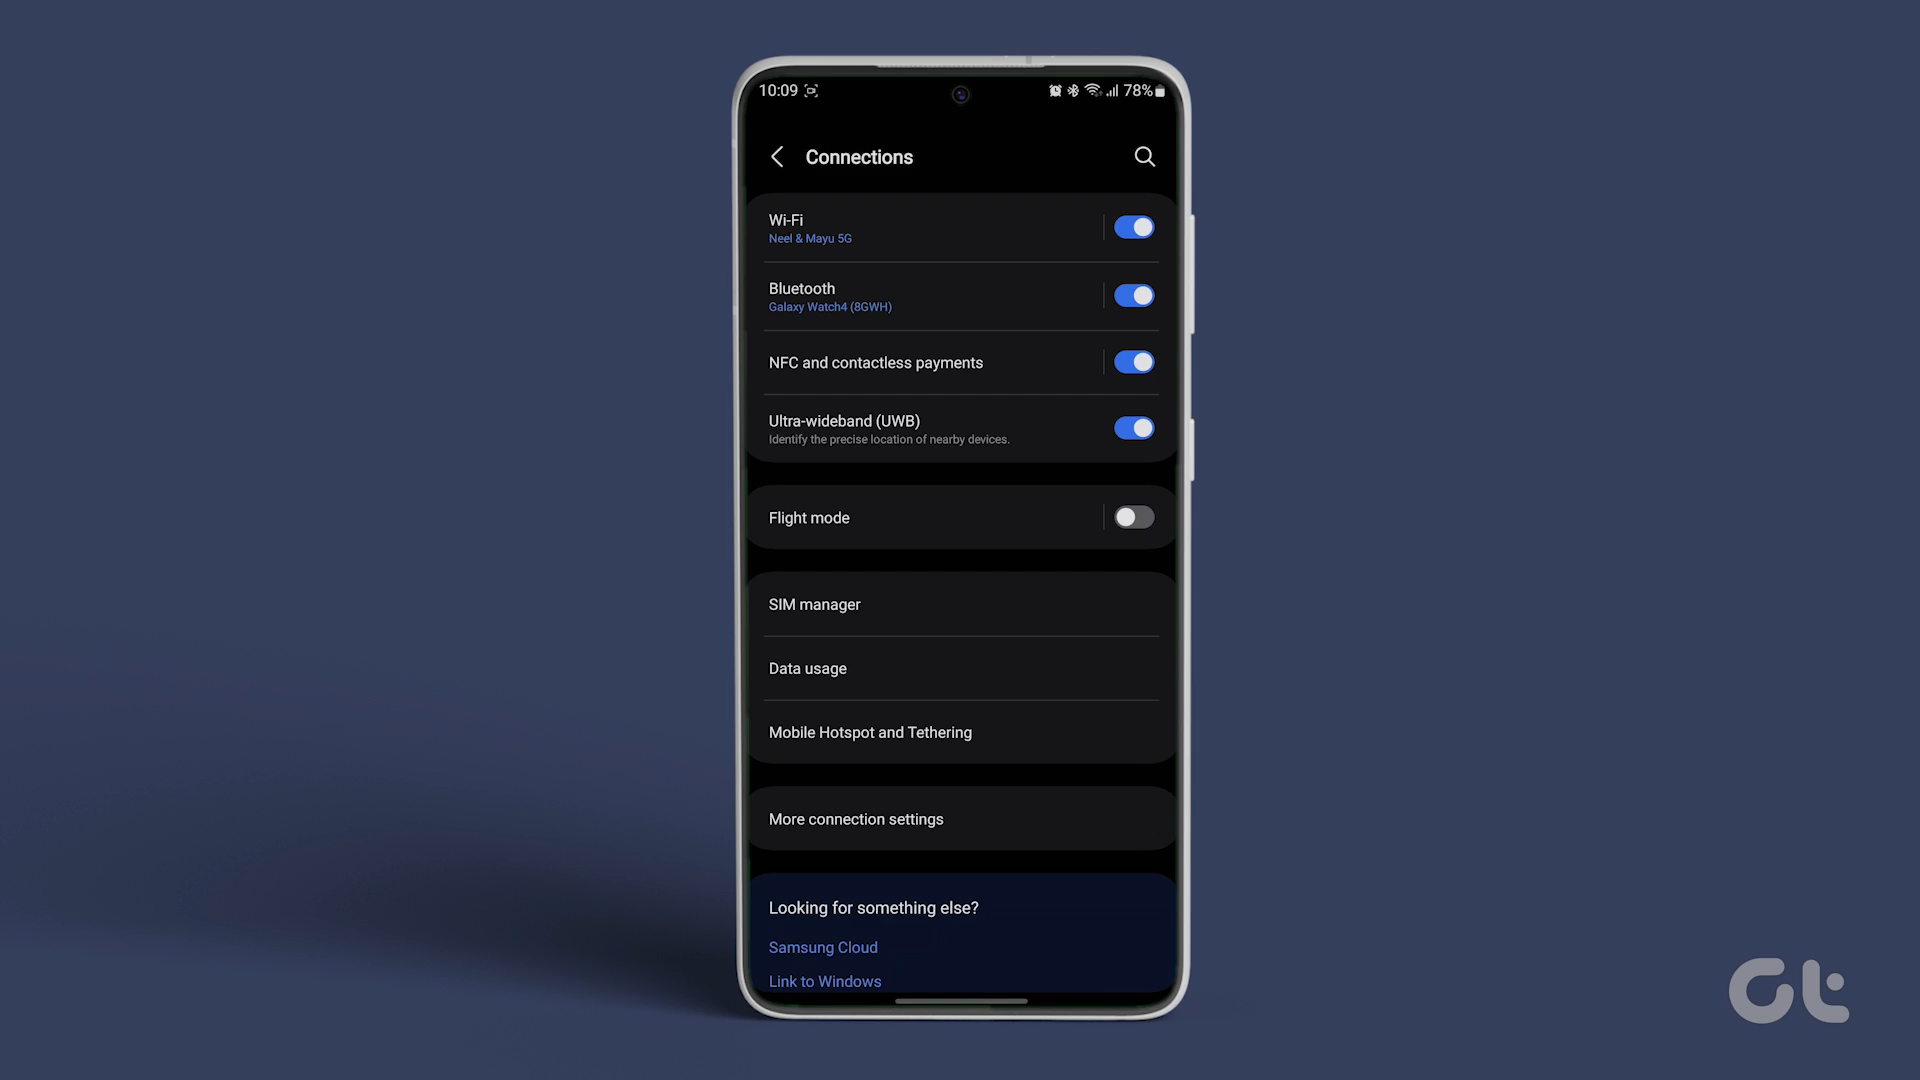 10:09 78%
Connections
Wi-Fi
Neel & Mayu 5G
Bluetooth
Galaxy Watch4 (8GWH)
NFC and contactless payments
Ultra-wideband (UWB)
Identify the precise location of nearby devices.
Flight mode
SIM manager
Data usage
Mobile Hotspot and Tethering
More connection settings
Looking for something else?
Samsung Cloud
Link to Windows
Gt